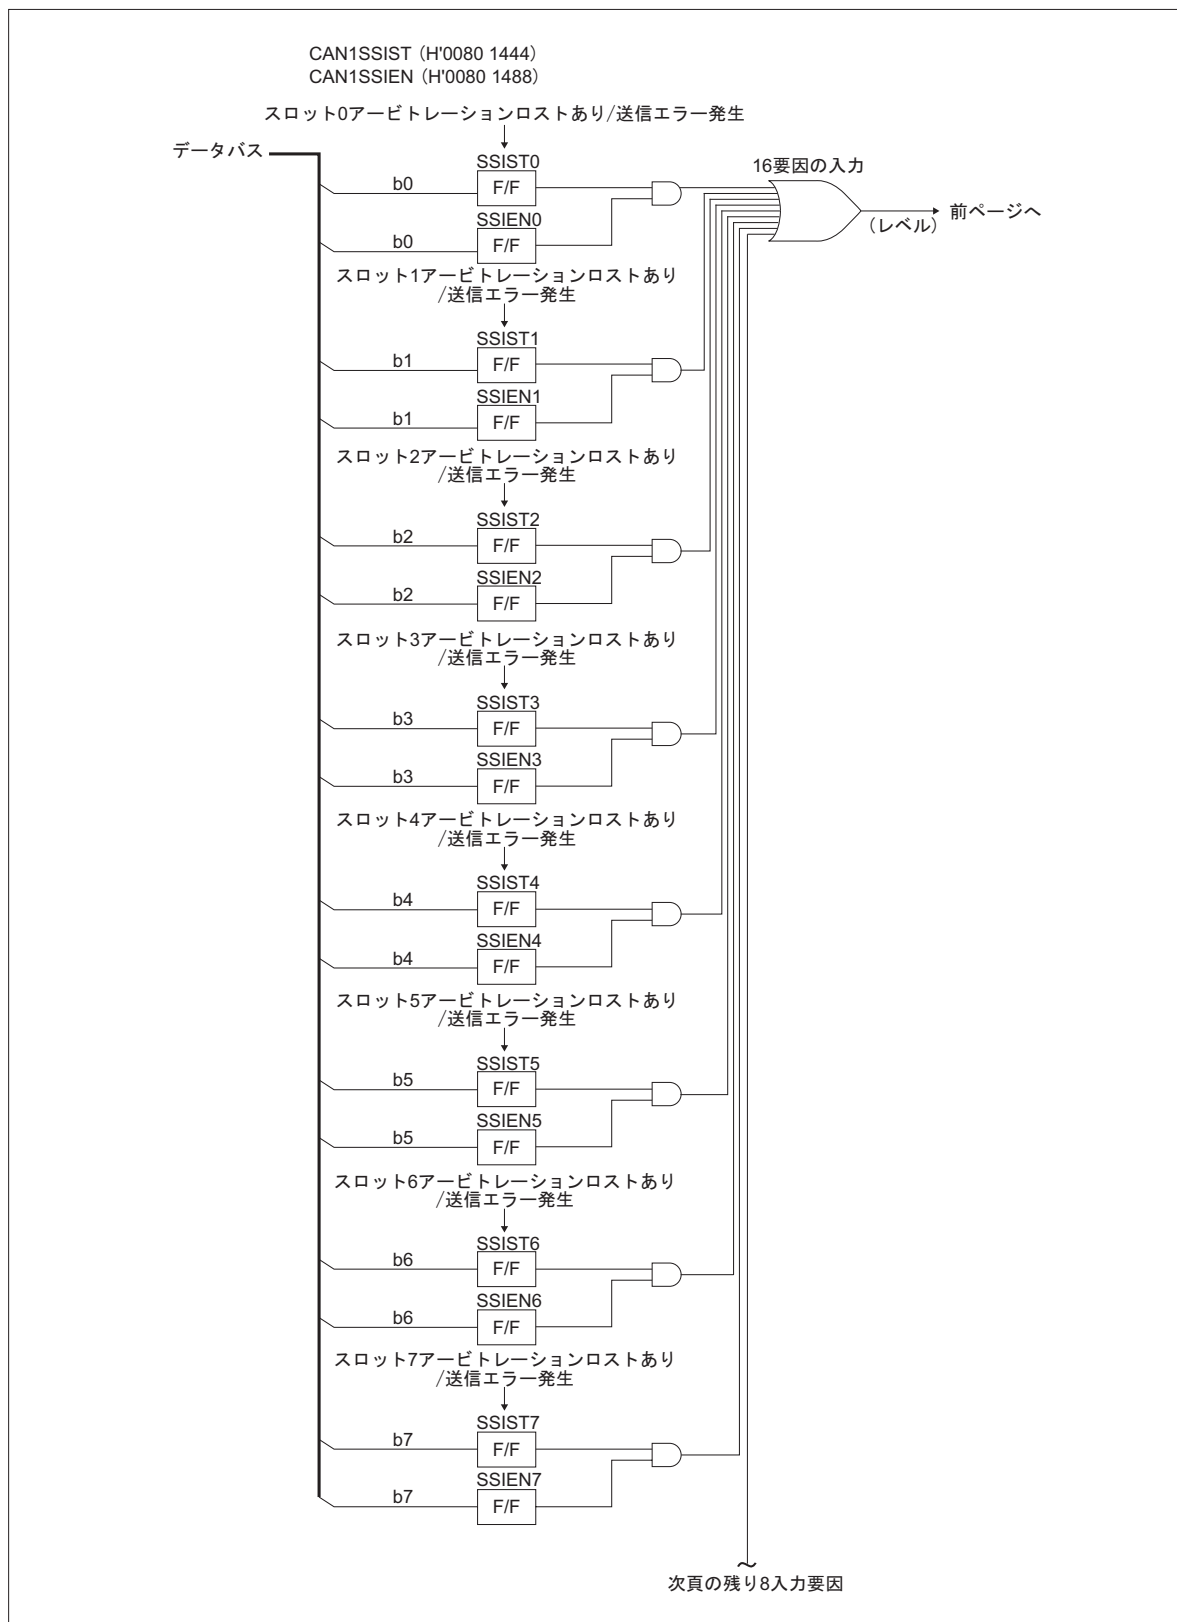 CAN1SSIST (H'0080 1444)
CAN1SSIEN (H'0080 1488)
スロット0アービトレーションロストあり/送信エラー発生
データバス
SSIST0
16要因の入力
b0
F/F
前ページへ
(レベル)
SSIEN0
b0
F/F
スロット1アービトレーションロストあり
/送信エラー発生
SSIST1
b1
F/F
SSIEN1
b1
F/F
スロット2アービトレーションロストあり
/送信エラー発生
SSIST2
b2
F/F
SSIEN2
b2
F/F
スロット3アービトレーションロストあり
/送信エラー発生
SSIST3
b3
F/F
SSIEN3
b3
F/F
スロット4アービトレーションロストあり
/送信エラー発生
SSIST4
b4
F/F
SSIEN4
b4
F/F
スロット5アービトレーションロストあり
/送信エラー発生
SSIST5
b5
F/F
SSIEN5
b5
F/F
スロット6アービトレーションロストあり
/送信エラー発生
SSIST6
b6
F/F
SSIEN6
b6
F/F
スロット7アービトレーションロストあり
/送信エラー発生
SSIST7
b7
F/F
SSIEN7
b7
F/F
次頁の残り8入力要因